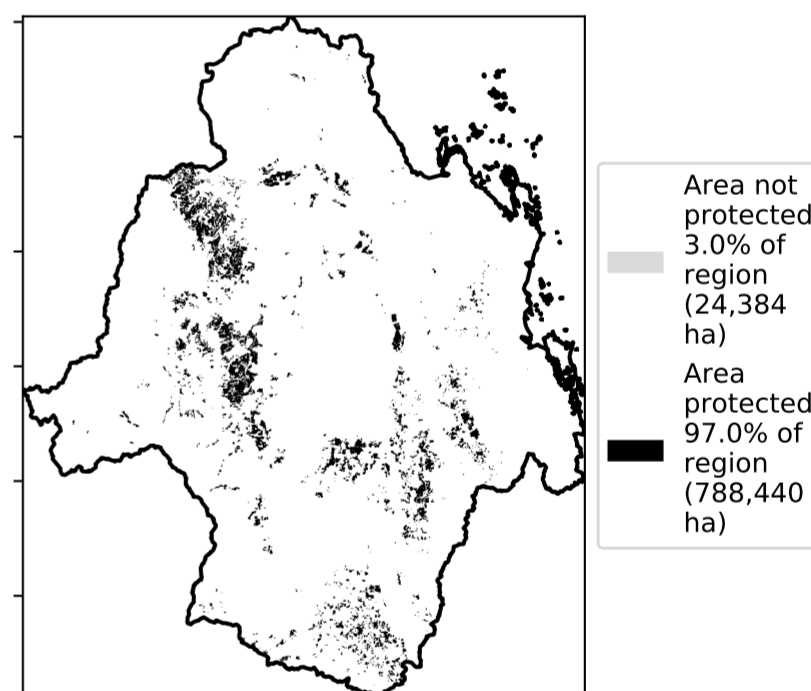 Area not
protected
3.0% of
region
(24,384
ha)
Area
protected
97.0% of
region
(788,440
ha)